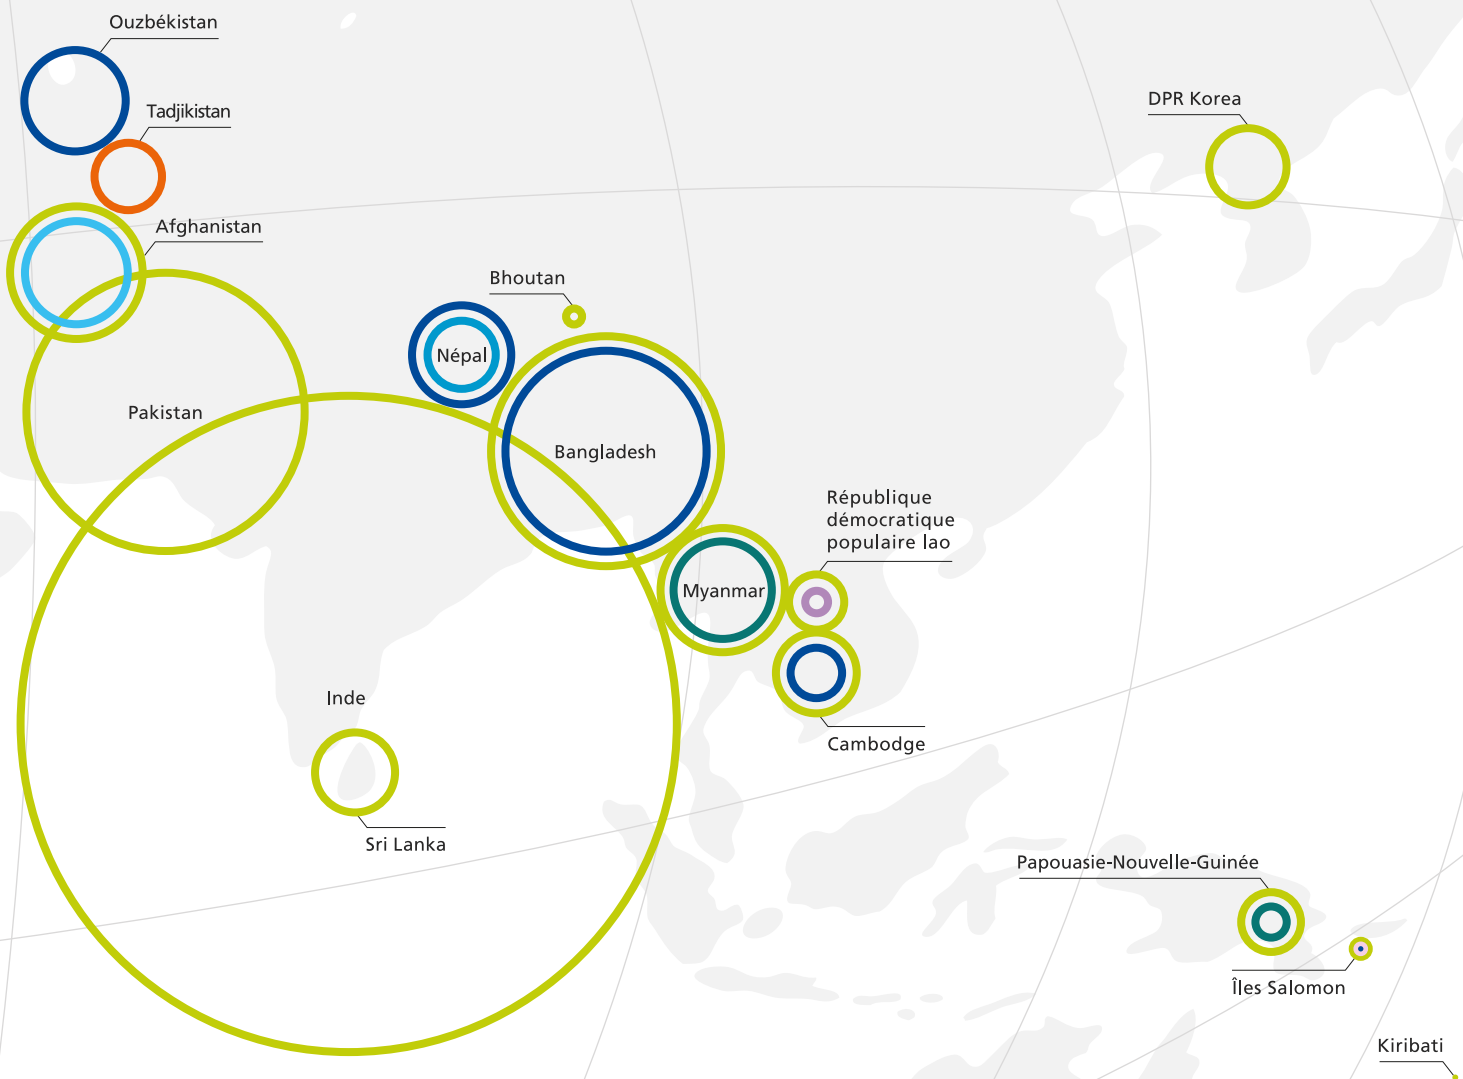 Ouzbékistan
Tadjikistan
DPR Korea
Afghanistan
Bhoutan
Népal
Pakistan
Bangladesh
République
démocratique
populaire lao
Myanmar
Inde
Cambodge
Sri Lanka
Papouasie-Nouvelle-Guinée
Îles Salomon
Kiribati